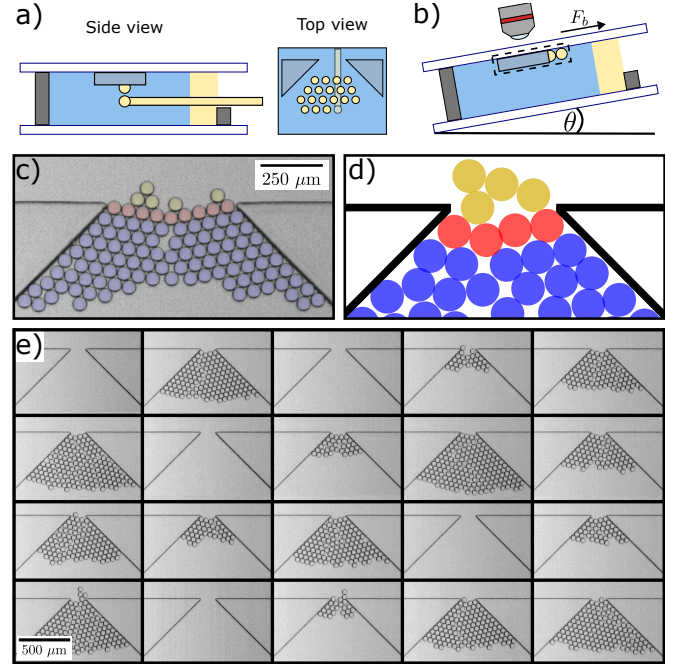 a)
Side view
Top view
b)
F_b
θ
c)
250 μm
d)
e)
500 μm